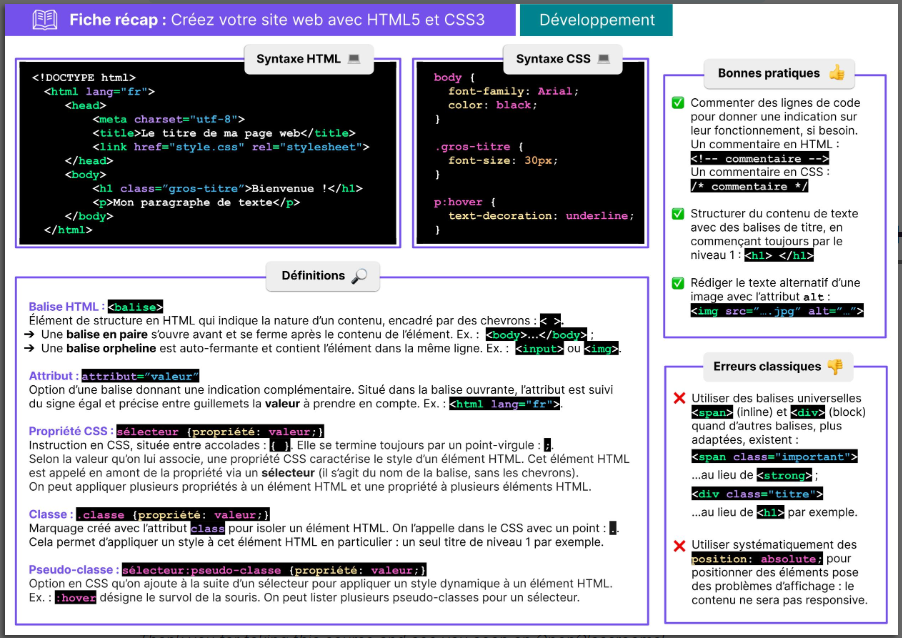 Fiche récap : Créez votre site web avec HTML5 et CSS3
Développement
Syntaxe HTML
<!DOCTYPE html>
<html lang="fr">
<head>
<meta charset="utf-8">
<title>Le titre de ma page web</title>
<link href="style.css" rel="stylesheet">
</head>
<body>
<h1 class="gros-titre">Bienvenue !</h1>
<p>Mon paragraphe de texte</p>
</body>
</html>
Syntaxe CSS
body {
font-family: Arial;
color: black;
}
.gros-titre {
font-size: 30px;
}
p:hover {
text-decoration: underline;
}
Bonnes pratiques
Commenter des lignes de code
pour donner une indication sur
leur fonctionnement, si besoin.
Un commentaire en HTML :
<!-- commentaire -->
Un commentaire en CSS :
/* commentaire */
Structurer du contenu de texte
avec des balises de titre, en
commençant toujours par le
niveau 1 : <h1> </h1>
Rédiger le texte alternatif d'une
image avec l'attribut alt :
<img src="….jpg" alt="…">
Définitions
Balise HTML : <balise>
Élément de structure en HTML qui indique la nature d'un contenu, encadré par des chevrons : < >.
➔ Une balise en paire s'ouvre avant et se ferme après le contenu de l'élément. Ex. : <body>…</body> ;
➔ Une balise orpheline est auto-fermante et contient l'élément dans la même ligne. Ex. : <input> ou <img>.
Attribut : attribut="valeur"
Option d'une balise donnant une indication complémentaire. Situé dans la balise ouvrante, l'attribut est suivi
du signe égal et précise entre guillemets la valeur à prendre en compte. Ex. : <html lang="fr">.
Propriété CSS : sélecteur {propriété: valeur;}
Instruction en CSS, située entre accolades : { }. Elle se termine toujours par un point-virgule : ;.
Selon la valeur qu'on lui associe, une propriété CSS caractérise le style d'un élément HTML. Cet élément HTML
est appelé en amont de la propriété via un sélecteur (il s'agit du nom de la balise, sans les chevrons).
On peut appliquer plusieurs propriétés à un élément HTML et une propriété à plusieurs éléments HTML.
Classe : .classe {propriété: valeur;}
Marquage créé avec l'attribut class pour isoler un élément HTML. On l'appelle dans le CSS avec un point : ..
Cela permet d'appliquer un style à cet élément HTML en particulier : un seul titre de niveau 1 par exemple.
Pseudo-classe : sélecteur:pseudo-classe {propriété: valeur;}
Option en CSS qu'on ajoute à la suite d'un sélecteur pour appliquer un style dynamique à un élément HTML.
Ex. : :hover désigne le survol de la souris. On peut lister plusieurs pseudo-classes pour un sélecteur.
Erreurs classiques
Utiliser des balises universelles
<span> (inline) et <div> (block)
quand d'autres balises, plus
adaptées, existent :
<span class="important">
…au lieu de <strong> ;
<div class="titre">
…au lieu de <h1> par exemple.
Utiliser systématiquement des
position: absolute; pour
positionner des éléments pose
des problèmes d'affichage : le
contenu ne sera pas responsive.